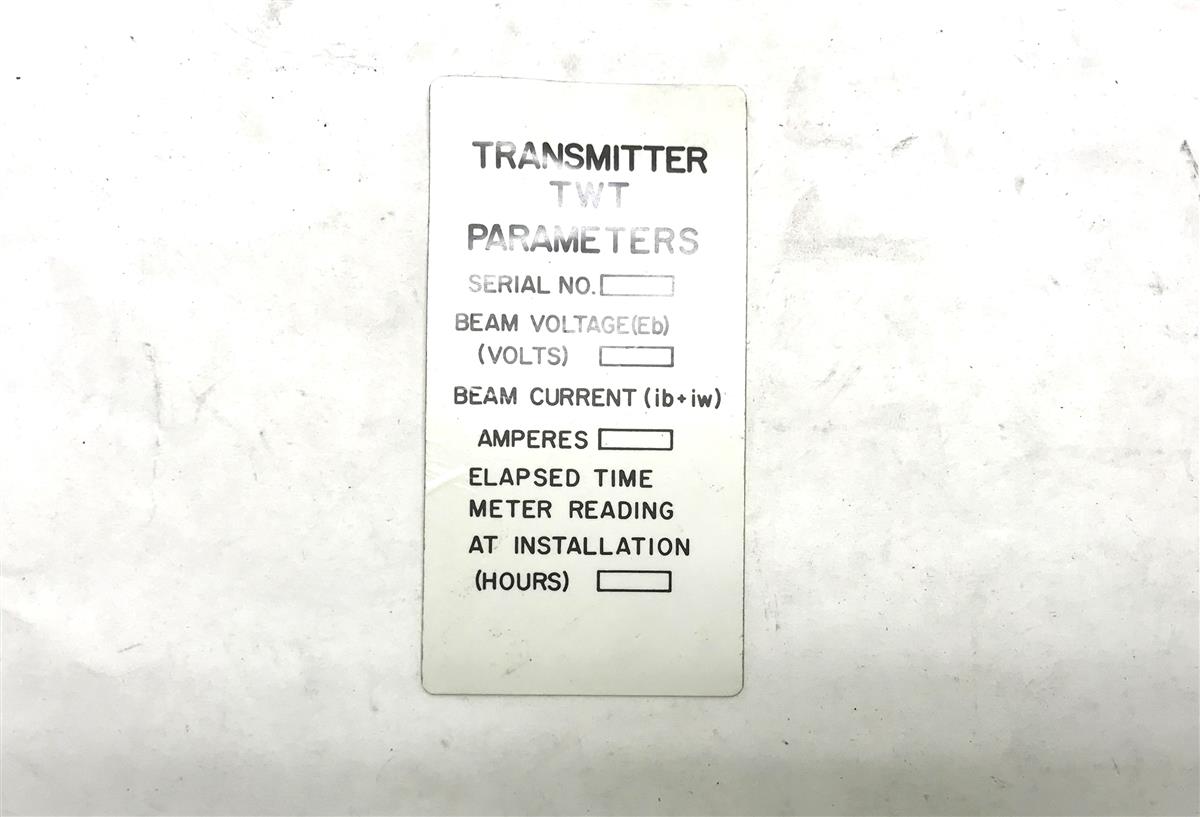 TRANSMITTER
TWT
PARAMETERS
SERIAL NO.
BEAM VOLTAGE(Eb)
(VOLTS)
BEAM CURRENT (ib+iw)
AMPERES
ELAPSED TIME
METER READING
AT INSTALLATION
(HOURS)